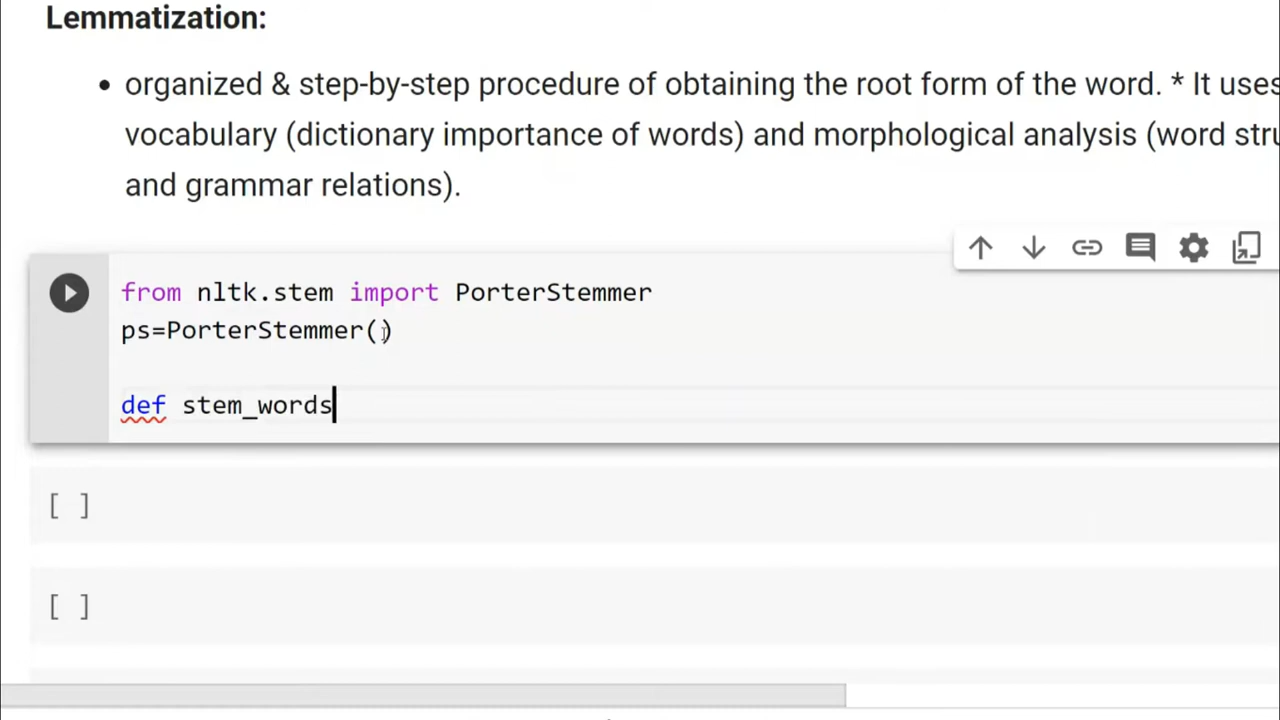 Lemmatization:
• organized & step-by-step procedure of obtaining the root form of the word. * It uses
vocabulary (dictionary importance of words) and morphological analysis (word stru
and grammar relations).
from nltk.stem import PorterStemmer
ps=PorterStemmer()
def stem_words
[ ]
[ ]